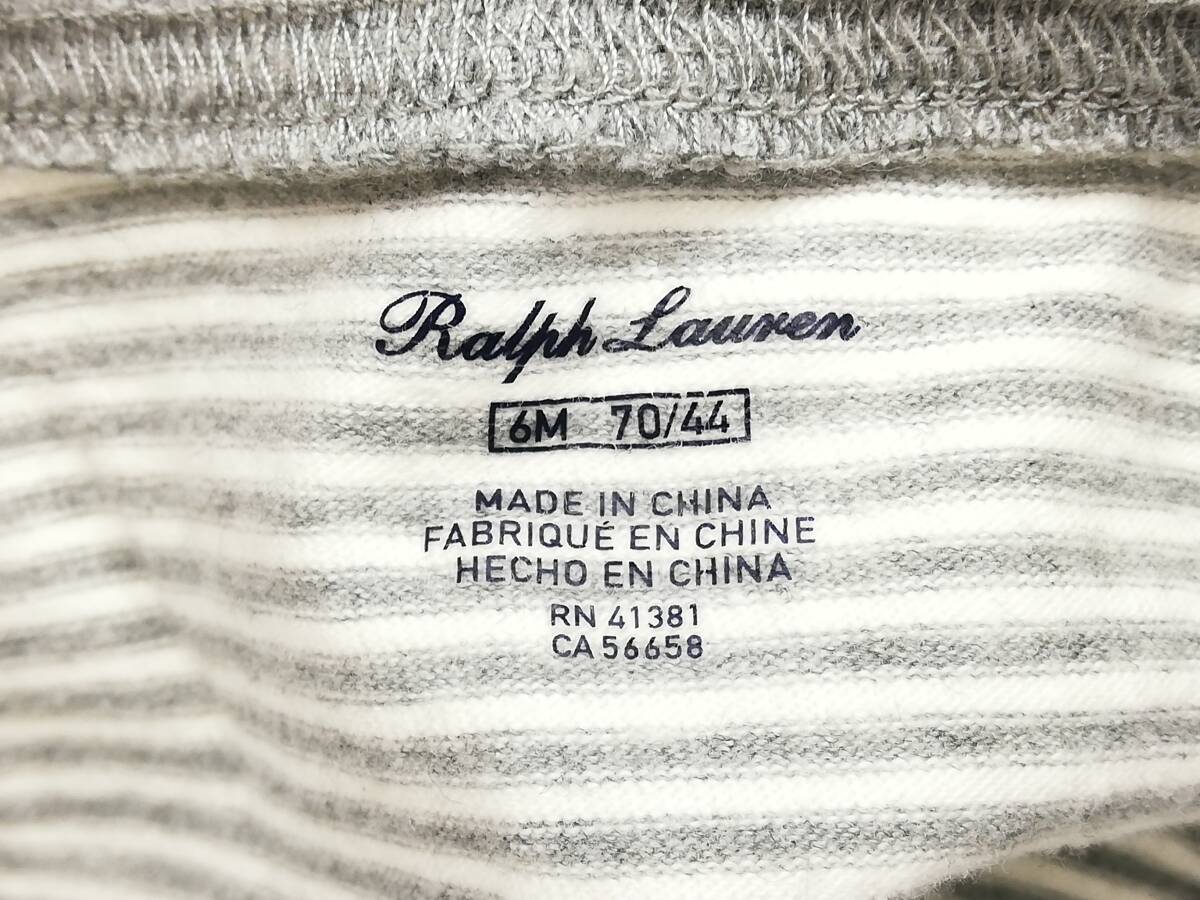 Ralph Lauren
6M 70/44
MADE IN CHINA
FABRIQUÉ EN CHINE
HECHO EN CHINA
RN 41381
CA 56658